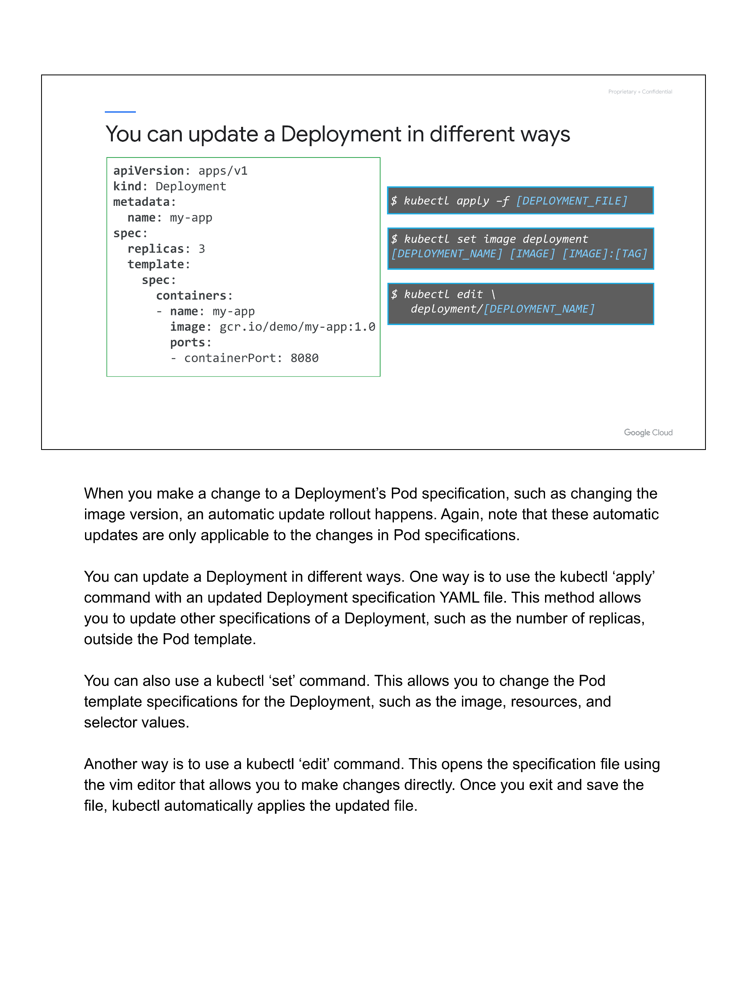 Proprietary + Confidential
You can update a Deployment in different ways
apiVersion: apps/v1
kind: Deployment
metadata:
  name: my-app
spec:
  replicas: 3
  template:
    spec:
      containers:
      - name: my-app
        image: gcr.io/demo/my-app:1.0
        ports:
        - containerPort: 8080
$ kubectl apply –f [DEPLOYMENT_FILE]
$ kubectl set image deployment
[DEPLOYMENT_NAME] [IMAGE] [IMAGE]:[TAG]
$ kubectl edit \
   deployment/[DEPLOYMENT_NAME]
Google Cloud
When you make a change to a Deployment’s Pod specification, such as changing the
image version, an automatic update rollout happens. Again, note that these automatic
updates are only applicable to the changes in Pod specifications.
You can update a Deployment in different ways. One way is to use the kubectl ‘apply’
command with an updated Deployment specification YAML file. This method allows
you to update other specifications of a Deployment, such as the number of replicas,
outside the Pod template.
You can also use a kubectl ‘set’ command. This allows you to change the Pod
template specifications for the Deployment, such as the image, resources, and
selector values.
Another way is to use a kubectl ‘edit’ command. This opens the specification file using
the vim editor that allows you to make changes directly. Once you exit and save the
file, kubectl automatically applies the updated file.